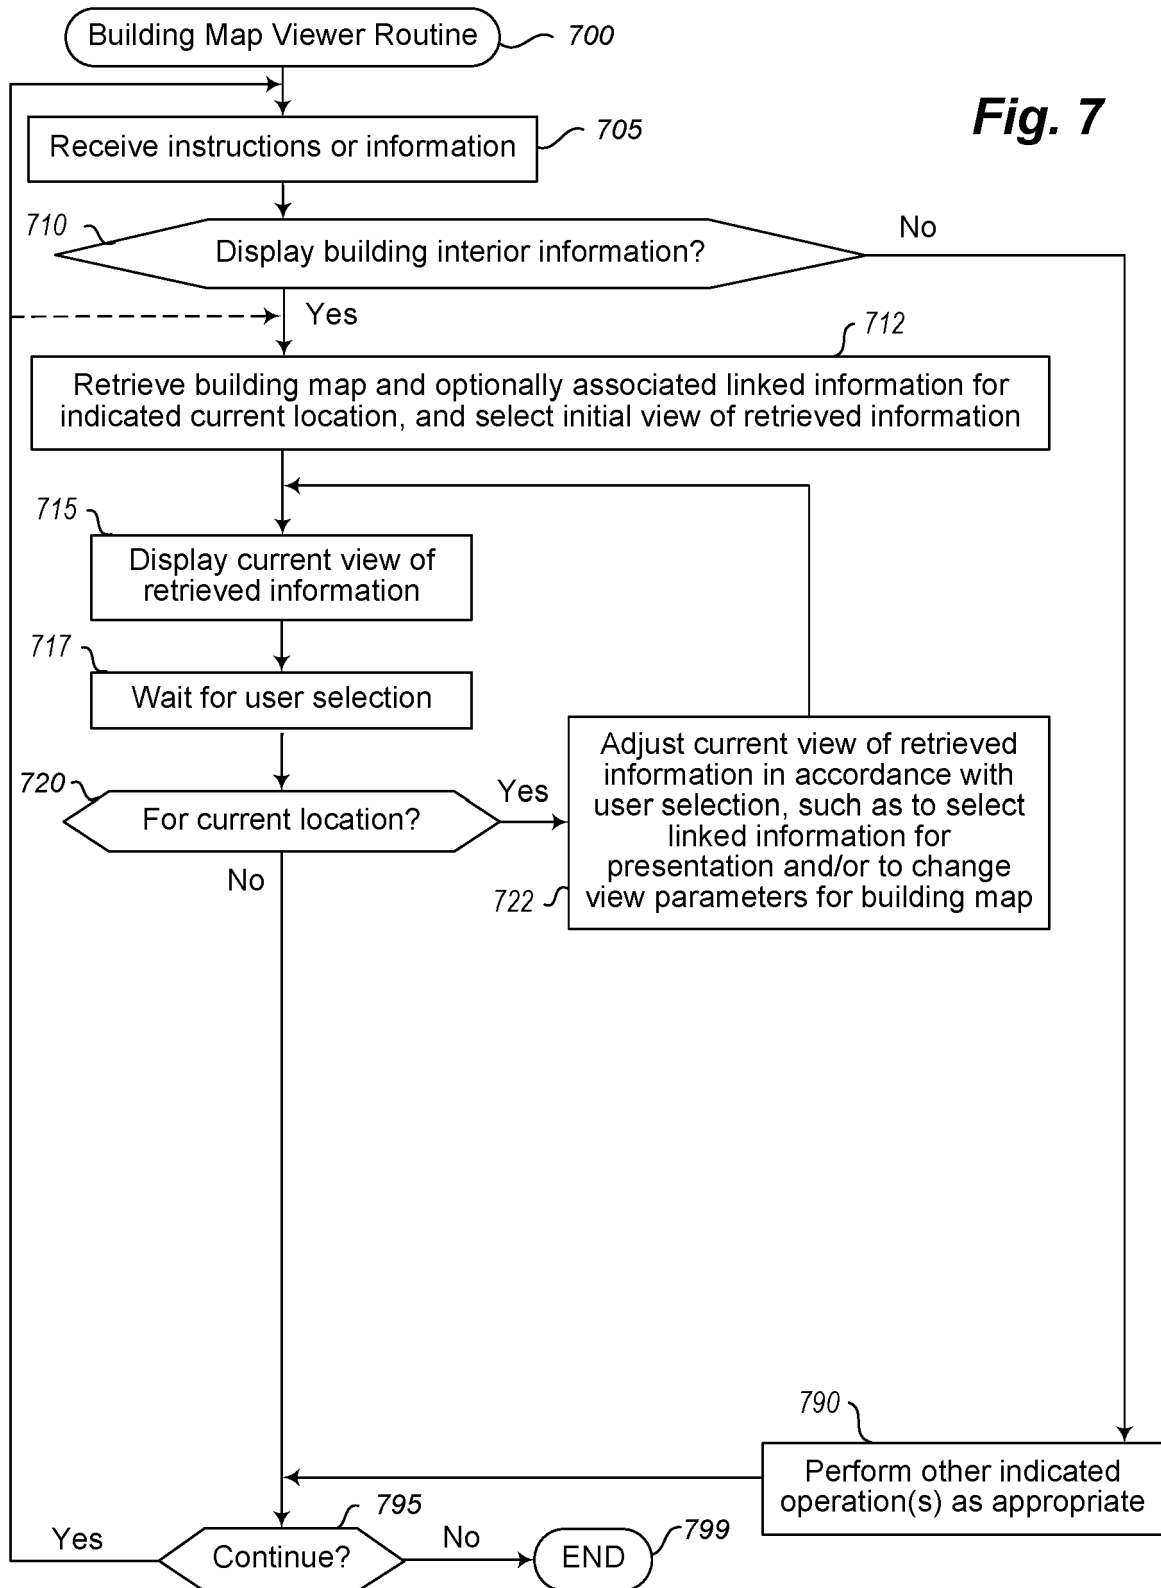 Building Map Viewer Routine
700
Fig. 7
705
Receive instructions or information
710
Display building interior information?
No
Yes
712
Retrieve building map and optionally associated linked information for
indicated current location, and select initial view of retrieved information
715
Display current view of
retrieved information
717
Wait for user selection
720
For current location?
Yes
No
Adjust current view of retrieved
information in accordance with
user selection, such as to select
linked information for
presentation and/or to change
view parameters for building map
722
790
Perform other indicated
operation(s) as appropriate
795
Yes
Continue?
No
END
799